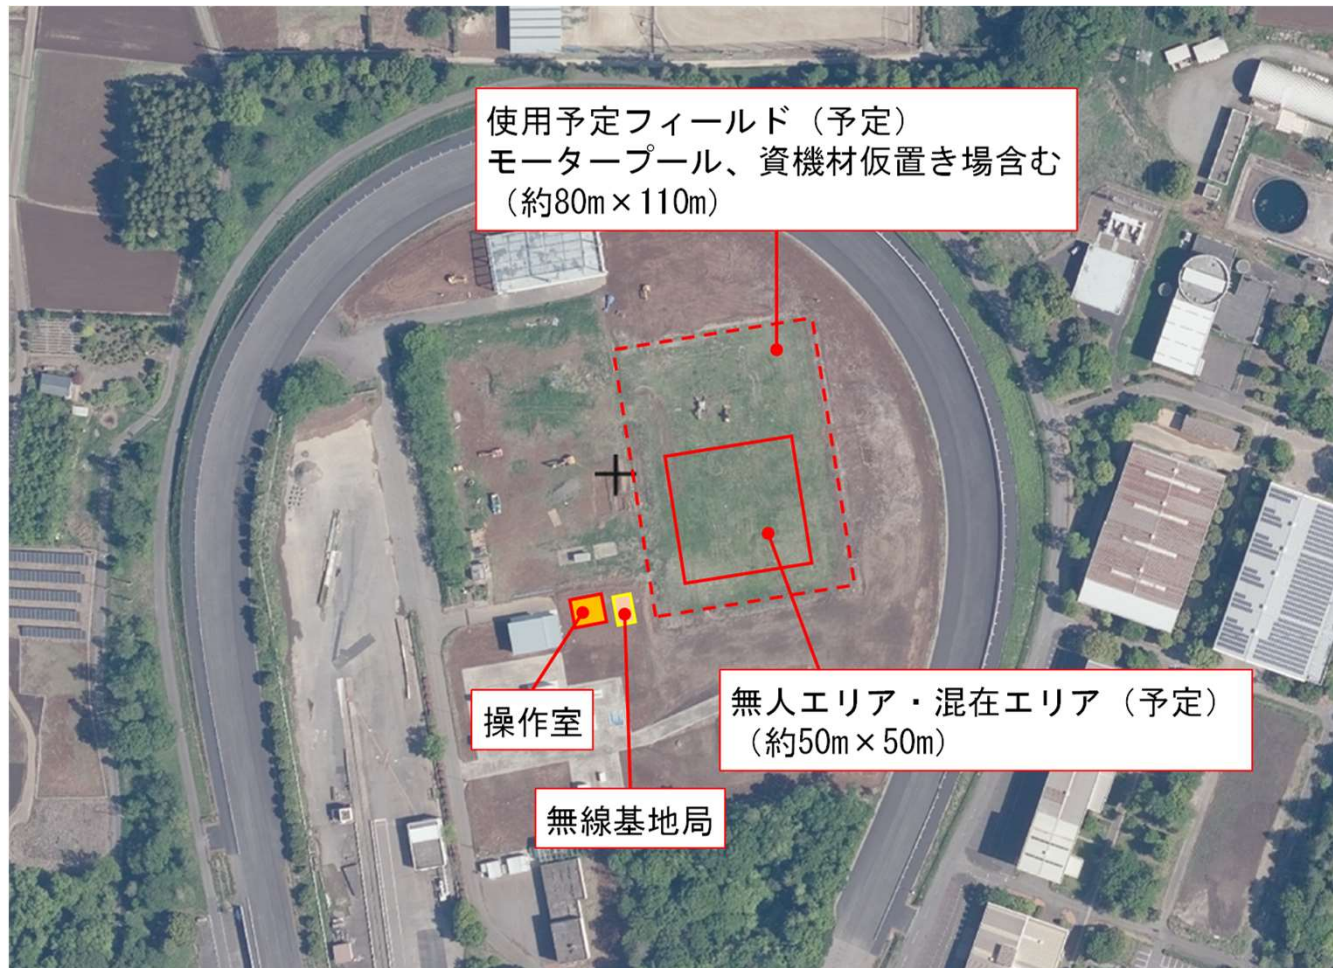 使用予定フィールド（予定）
モータープール、資機材仮置き場含む
（約80m×110m）
無人エリア・混在エリア（予定）
（約50m×50m）
操作室
無線基地局